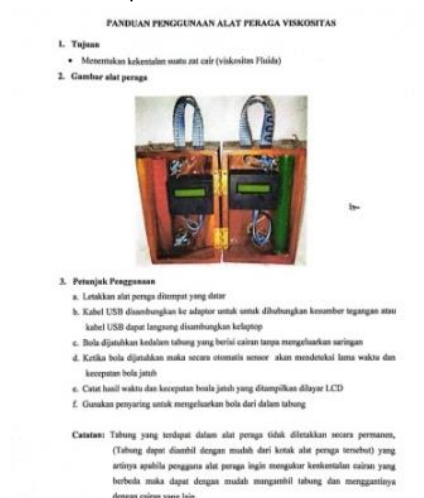 PANDUAN PENGGUNAAN ALAT PERAGA VISKOSITAS
1. Tujuan
• Menentukan kekentalan suatu zat cair (viskositas Fluida)
2. Gambar alat peraga
3. Petunjuk Penggunaan
a. Letakkan alat peraga ditempat yang datar
b. Kabel USB disambungkan ke adaptor untuk untuk dihubungkan kesumber tegangan atau
kabel USB dapat langsung disambungkan kelaptop
c. Bola dijatuhkan kedalam tabung yang berisi cairan tanpa mengeluarkan saringan
d. Ketika bola dijatuhkan maka secara otomatis sensor akan mendeteksi lama waktu dan
kecepatan bola jatuh
e. Catat hasil waktu dan kecepatan boala jatuh yang ditampilkan dilayar LCD
f. Gunakan penyaring untuk mengeluarkan bola dari dalam tabung
Catatan: Tabung yang terdapat dalam alat peraga tidak diletakkan secara permanen,
(Tabung dapat diambil dengan mudah dari kotak alat peraga tersebut) yang
artinya apabila pengguna alat peraga ingin mengukur kenkentalan cairan yang
berbeda maka dapat dengan mudah mangambil tabung dan menggantinya
dengan cairan yang lain